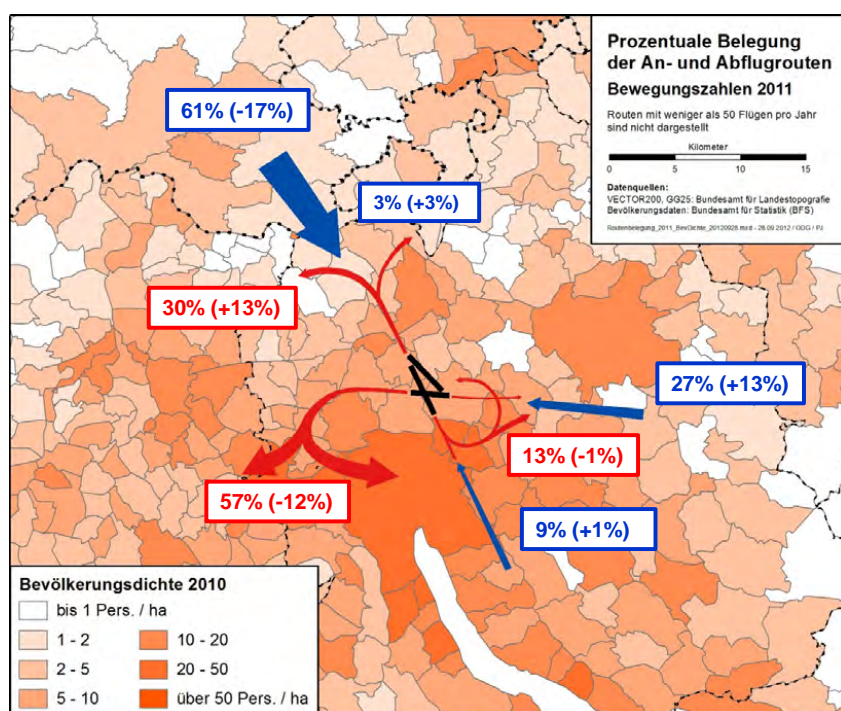 Prozentuale Belegung
der An- und Abflugrouten
Bewegungszahlen 2011
Routen mit weniger als 50 Flügen pro Jahr
sind nicht dargestellt
Kilometer
0 5 10 15
Datenquellen:
VECTOR200, GG25: Bundesamt für Landestopografie
Bevölkerungsdaten: Bundesamt für Statistik (BFS)
61% (-17%)
3% (+3%)
30% (+13%)
27% (+13%)
13% (-1%)
57% (-12%)
9% (+1%)
Bevölkerungsdichte 2010
bis 1 Pers. / ha
1 - 2
2 - 5
5 - 10
10 - 20
20 - 50
über 50 Pers. / ha